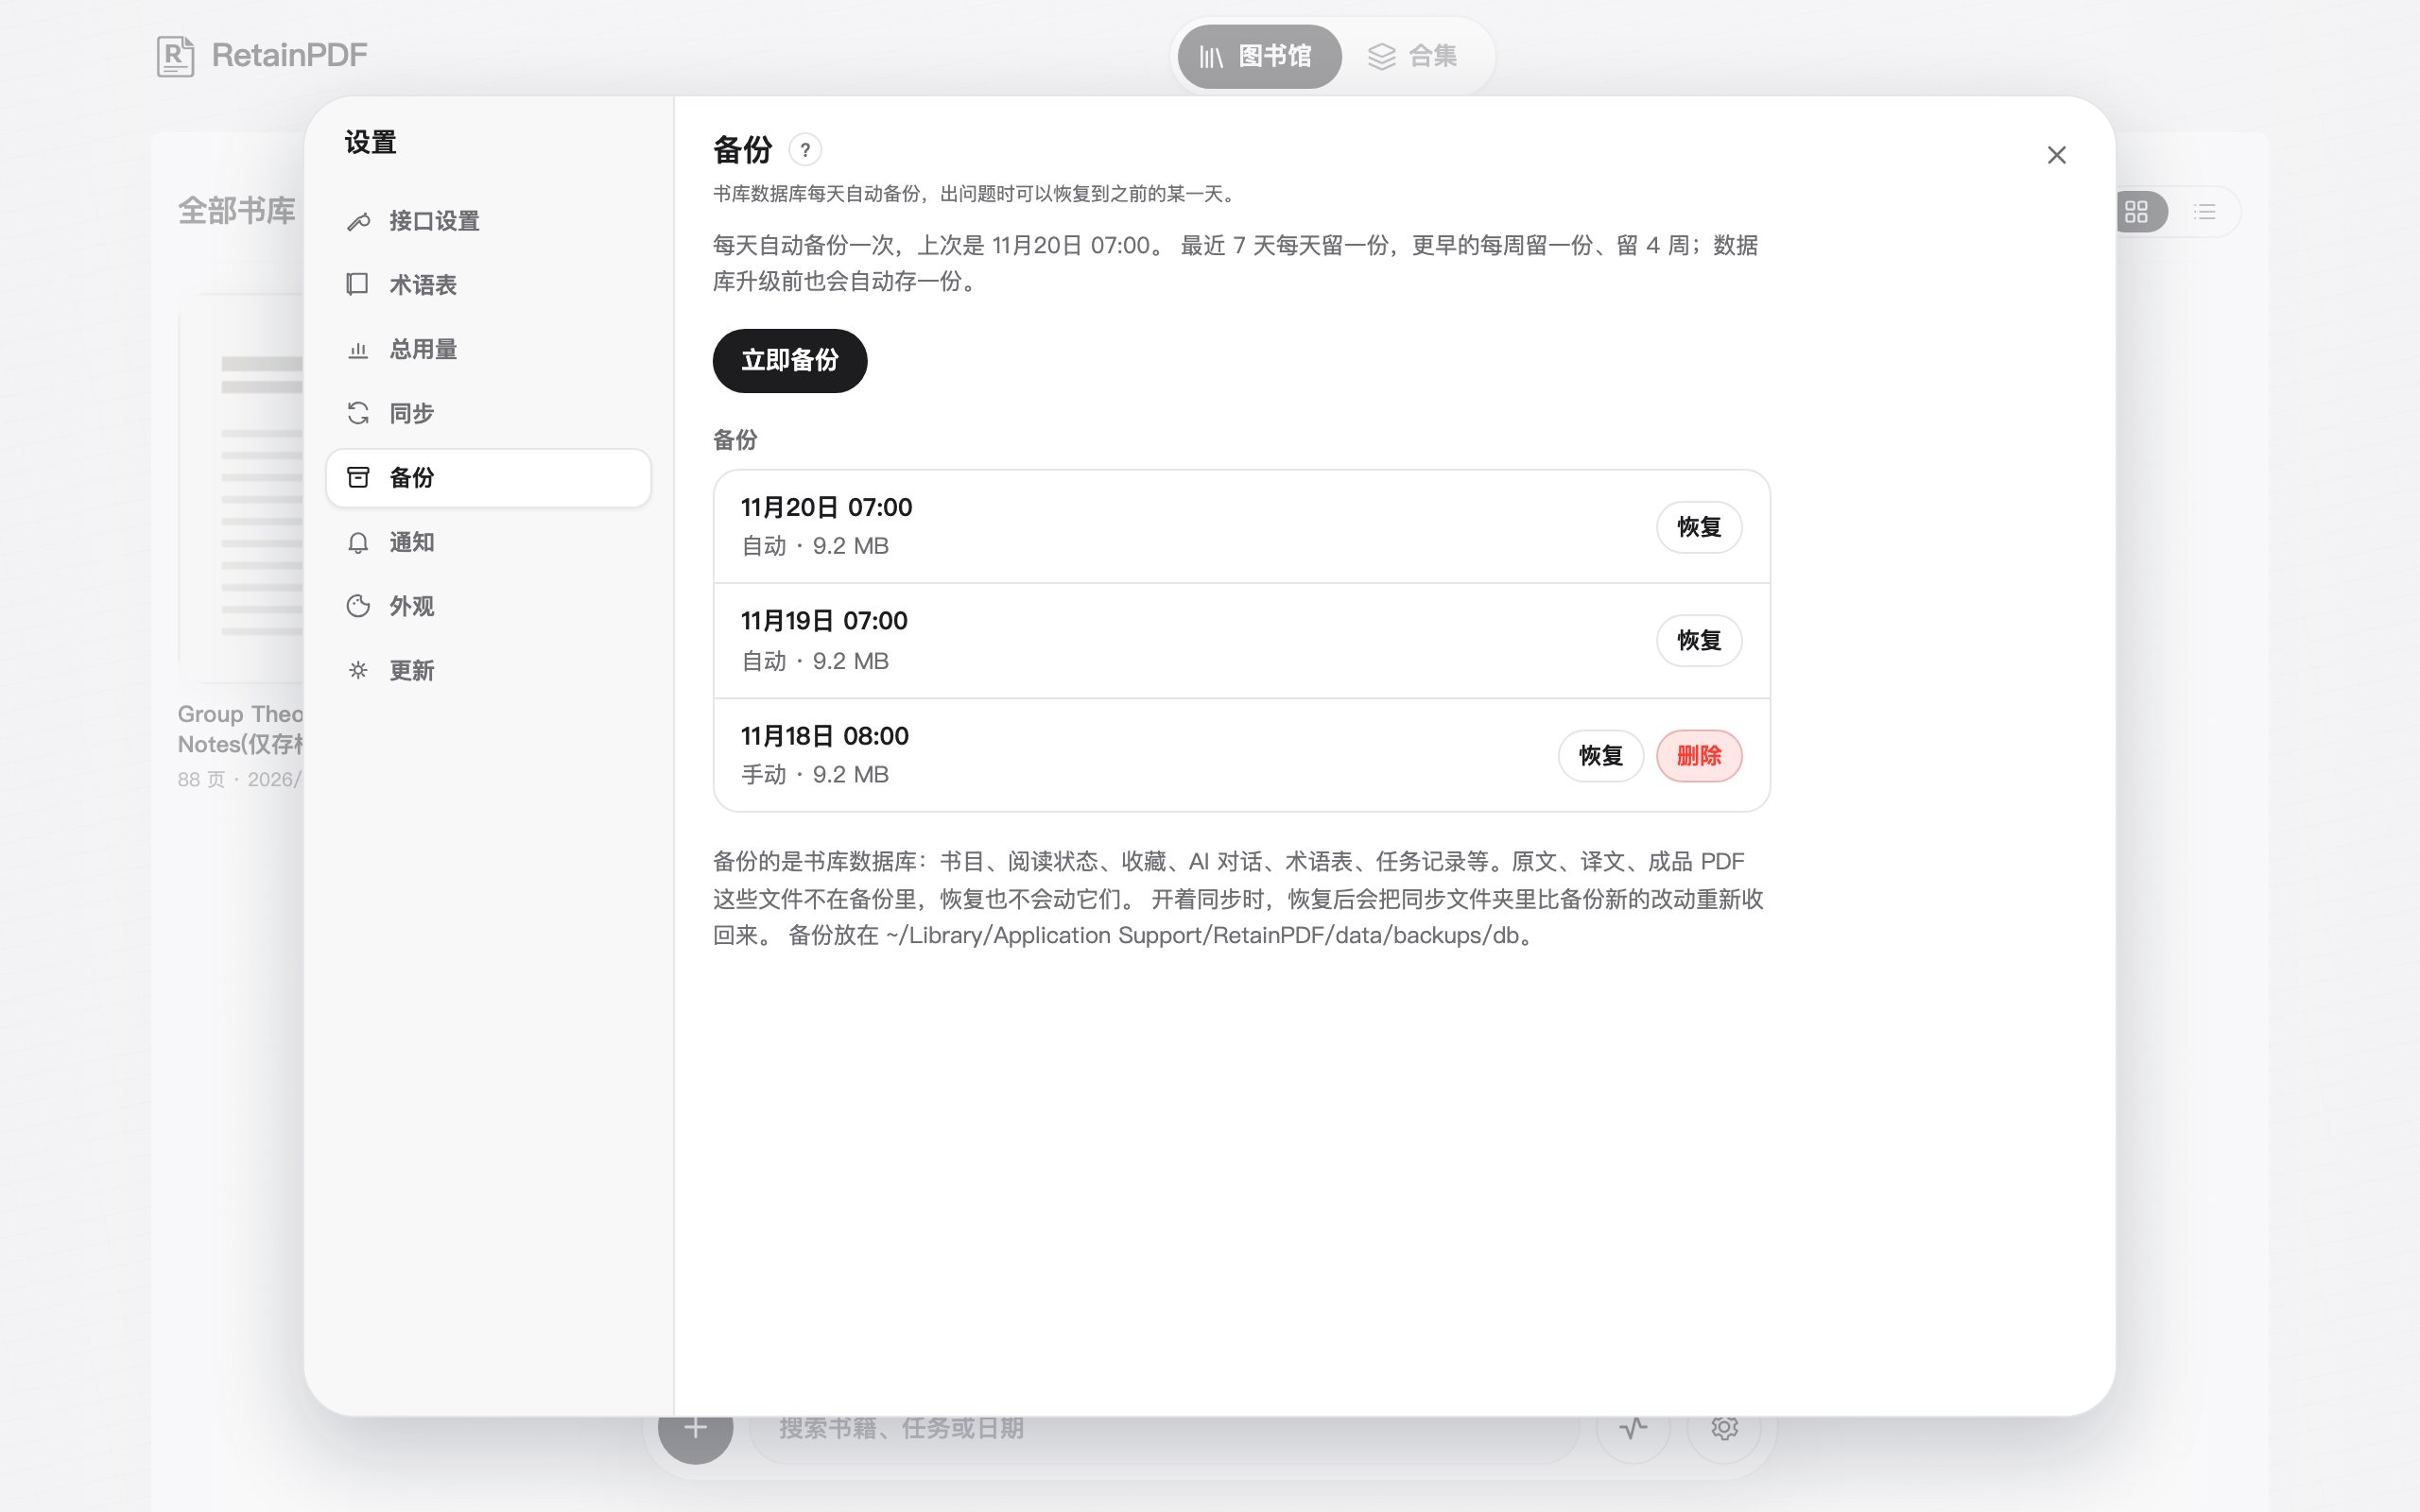 RetainPDF
图书馆
合集
全部书库
Group Theo
Notes(仅存
88 页 · 2026/
设置
接口设置
术语表
总用量
同步
备份
通知
外观
更新
备份 ?
书库数据库每天自动备份，出问题时可以恢复到之前的某一天。
每天自动备份一次，上次是 11月20日 07:00。 最近 7 天每天留一份，更早的每周留一份、留 4 周；数据
库升级前也会自动存一份。
立即备份
备份
11月20日 07:00
自动 · 9.2 MB
恢复
11月19日 07:00
自动 · 9.2 MB
恢复
11月18日 08:00
手动 · 9.2 MB
恢复
删除
备份的是书库数据库：书目、阅读状态、收藏、AI 对话、术语表、任务记录等。原文、译文、成品 PDF
这些文件不在备份里，恢复也不会动它们。 开着同步时，恢复后会把同步文件夹里比备份新的改动重新收
回来。 备份放在 ~/Library/Application Support/RetainPDF/data/backups/db。
搜索书籍、任务或日期